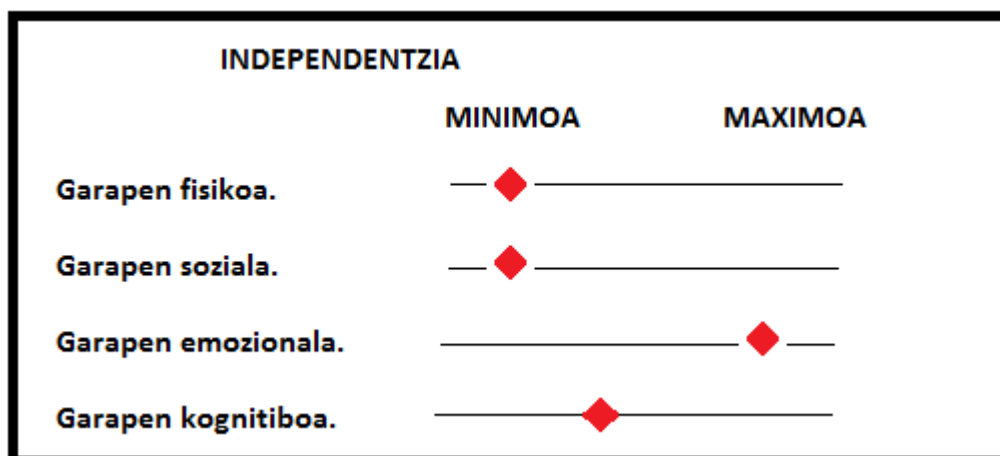 INDEPENDENTZIA
MINIMOA MAXIMOA
Garapen fisikoa.
Garapen soziala.
Garapen emozionala.
Garapen kognitiboa.